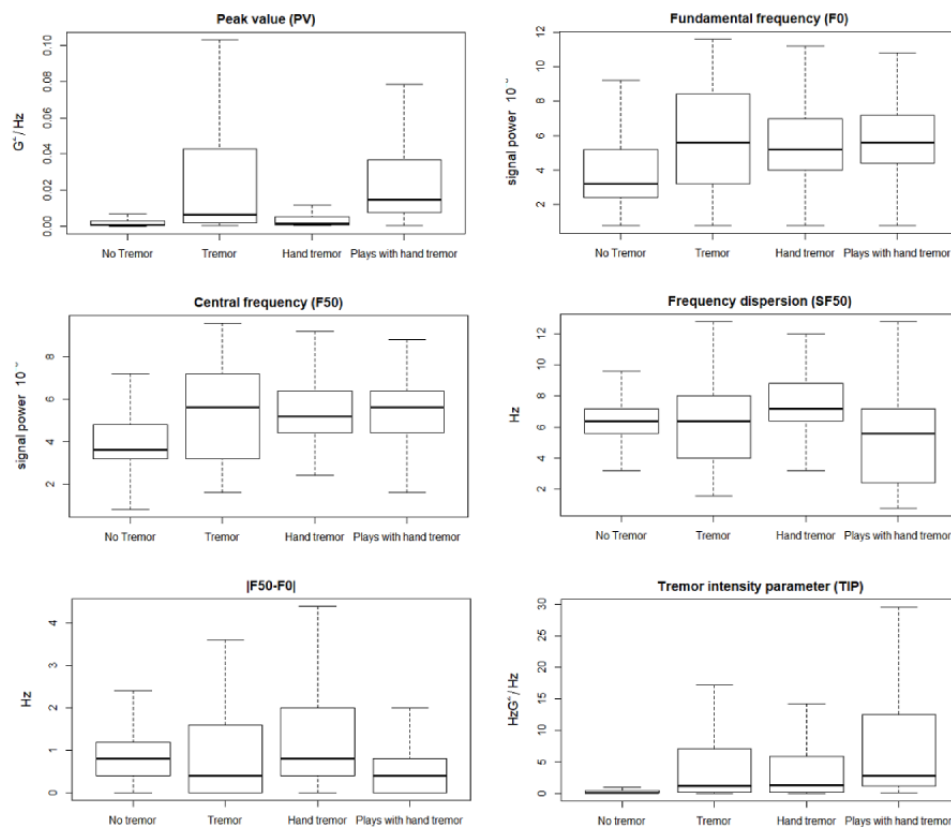 Peak value (PV)
G²/Hz
0.10
0.08
0.06
0.04
0.02
0.00
No Tremor Tremor Hand tremor Plays with hand tremor
Fundamental frequency (F0)
signal power 10
12
10
8
6
4
2
No Tremor Tremor Hand tremor Plays with hand tremor
Central frequency (F50)
signal power 10
8
6
4
2
No Tremor Tremor Hand tremor Plays with hand tremor
Frequency dispersion (SF50)
Hz
12
10
8
6
4
2
No Tremor Tremor Hand tremor Plays with hand tremor
|F50-F0|
Hz
4
3
2
1
0
No tremor Tremor Hand tremor Plays with hand tremor
Tremor intensity parameter (TIP)
HzG²/Hz
30
25
20
15
10
5
0
No Tremor Tremor Hand tremor Plays with hand tremor